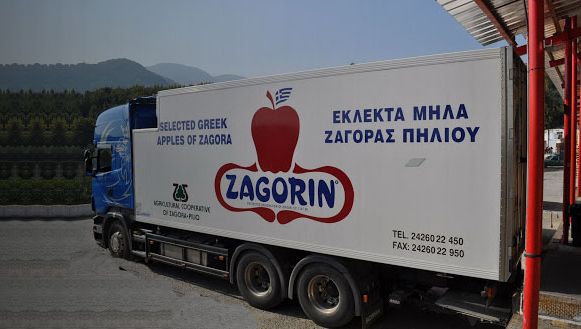 SELECTED GREEK
APPLES OF ZAGORA
ΕΚΛΕΚΤΑ ΜΗΛΑ
ΖΑΓΟΡΑΣ ΠΗΛΙΟΥ
ZAGORIN®
AGRICULTURAL COOPERATIVE
OF ZAGORA-PILIO
TEL. 24260 22 450
FAX: 24260 22 950